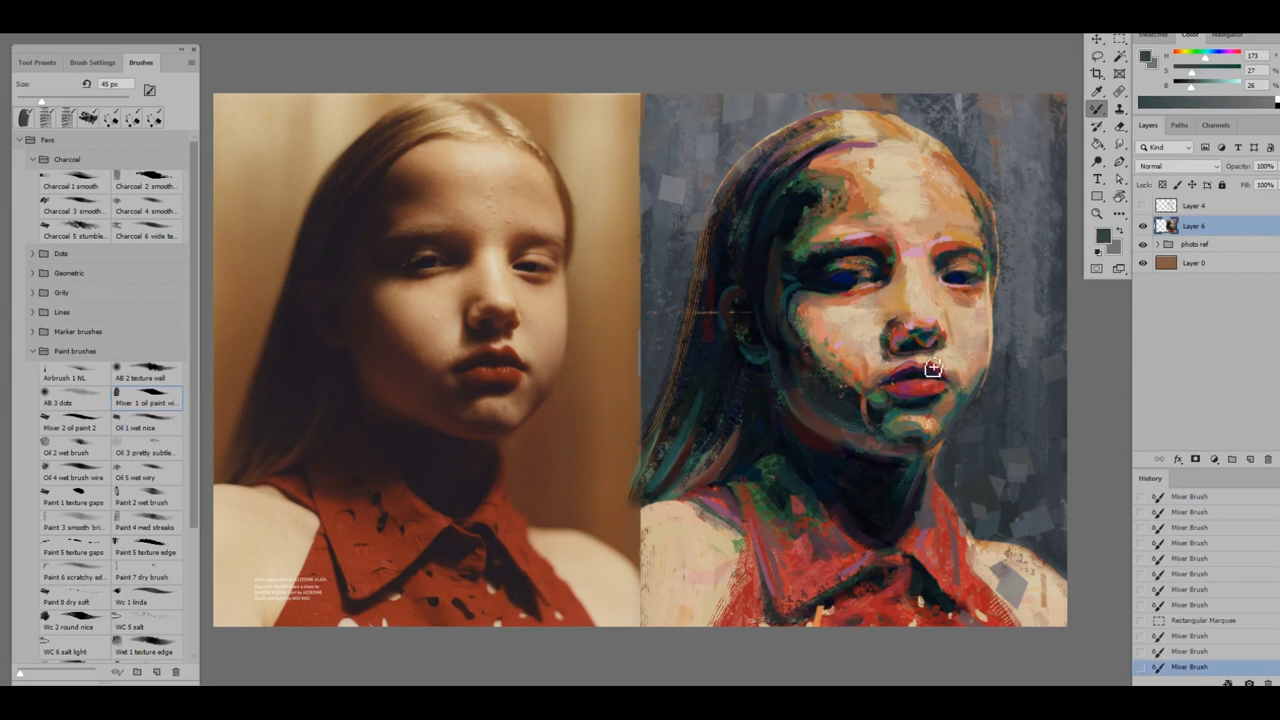 Tool Presets Brush Settings Brushes
Size: 45 px
Favs
Charcoal
Charcoal 1 smooth Charcoal 2 smooth...
Charcoal 3 smooth... Charcoal 4 smooth...
Charcoal 5 stumble... Charcoal 6 wide te...
Dots
Geometric
Grity
Lines
Marker brushes
Paint brushes
Airbrush 1 NL AB 2 texture wall
AB 3 dots Mixer 1 oil paint wi...
Mixer 2 oil paint 2 Oil 1 wet nice
Oil 2 wet brush Oil 3 pretty subtle...
Oil 4 wet brush wire Oil 5 wet wiry
Paint 1 texture gaps Paint 2 wet brush
Paint 3 smooth bri... Paint 4 med streaks
Paint 5 texture gaps Paint 5 texture edge
Paint 6 scratchy ed... Paint 7 dry brush
Paint 8 dry soft Wc 1 linda
Wc 2 round nice WC 5 salt
WC 6 salt light Wet 1 texture edge
Swatches Color Navigator
H 173 °
S 27 %
B 26 %
Layers Paths Channels
Kind
Normal Opacity: 100%
Lock: Fill: 100%
Layer 4
Layer 6
photo ref
Layer 0
History
Mixer Brush
Mixer Brush
Mixer Brush
Mixer Brush
Mixer Brush
Mixer Brush
Mixer Brush
Mixer Brush
Rectangular Marquee
Mixer Brush
Mixer Brush
Mixer Brush